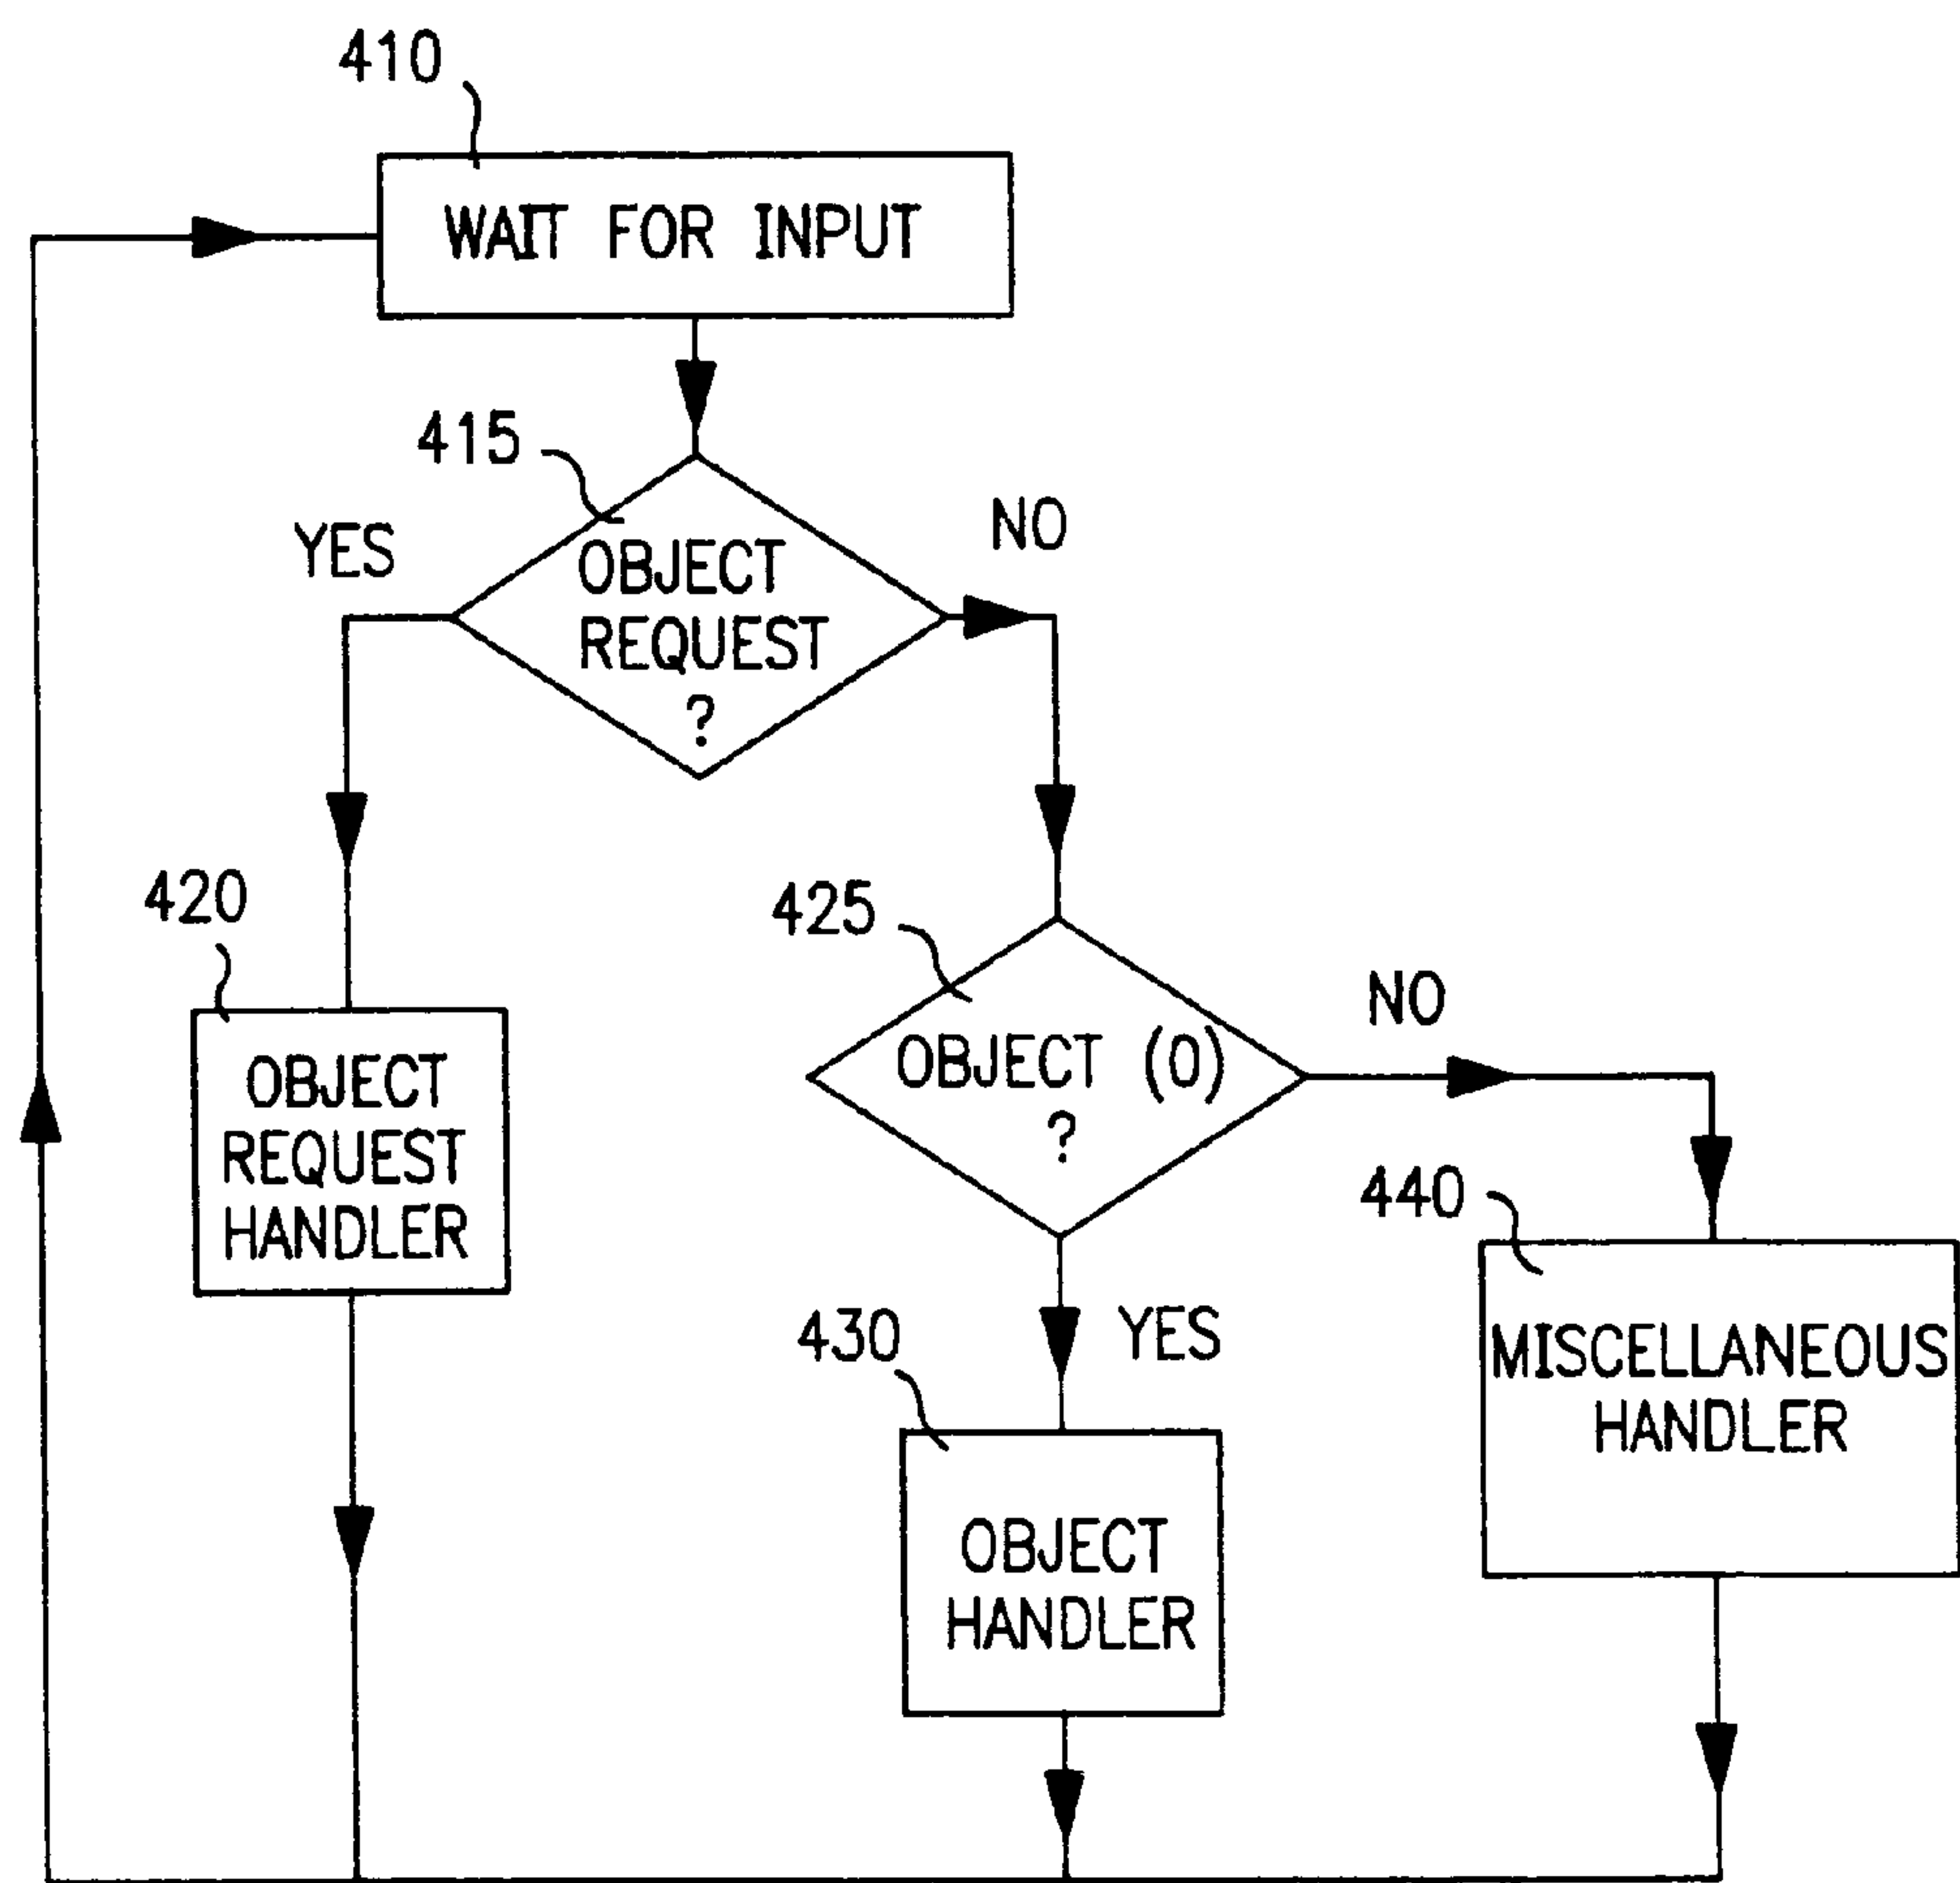 410
WAIT FOR INPUT
415
YES
NO
OBJECT
REQUEST
?
420
425
OBJECT
REQUEST
HANDLER
OBJECT (O)
?
NO
440
430
YES
MISCELLANEOUS
HANDLER
OBJECT
HANDLER